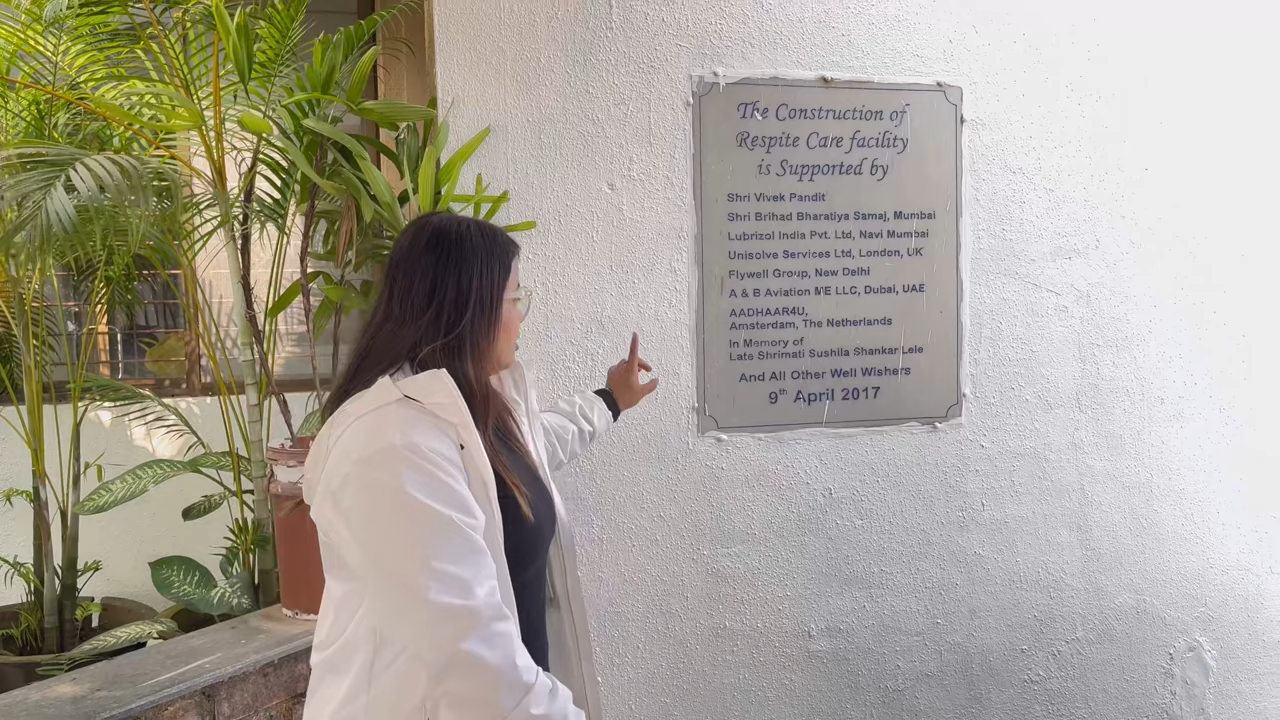 The Construction of
Respite Care facility
is Supported by
Shri Vivek Pandit
Shri Brihad Bharatiya Samaj, Mumbai
Lubrizol India Pvt. Ltd, Navi Mumbai
Unisolve Services Ltd, London, UK
Flywell Group, New Delhi
A & B Aviation ME LLC, Dubai, UAE
AADHAAR4U,
Amsterdam, The Netherlands
In Memory of
Late Shrimati Sushila Shankar Lele
And All Other Well Wishers
9th April 2017